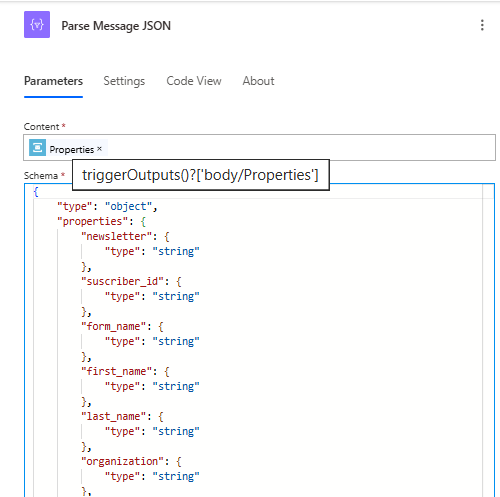 {v}
Parse Message JSON
Parameters Settings Code View About
Content *
Properties ×
triggerOutputs()?['body/Properties']
Schema *
{
"type": "object",
"properties": {
"newsletter": {
"type": "string"
},
"suscriber_id": {
"type": "string"
},
"form_name": {
"type": "string"
},
"first_name": {
"type": "string"
},
"last_name": {
"type": "string"
},
"organization": {
"type": "string"
},